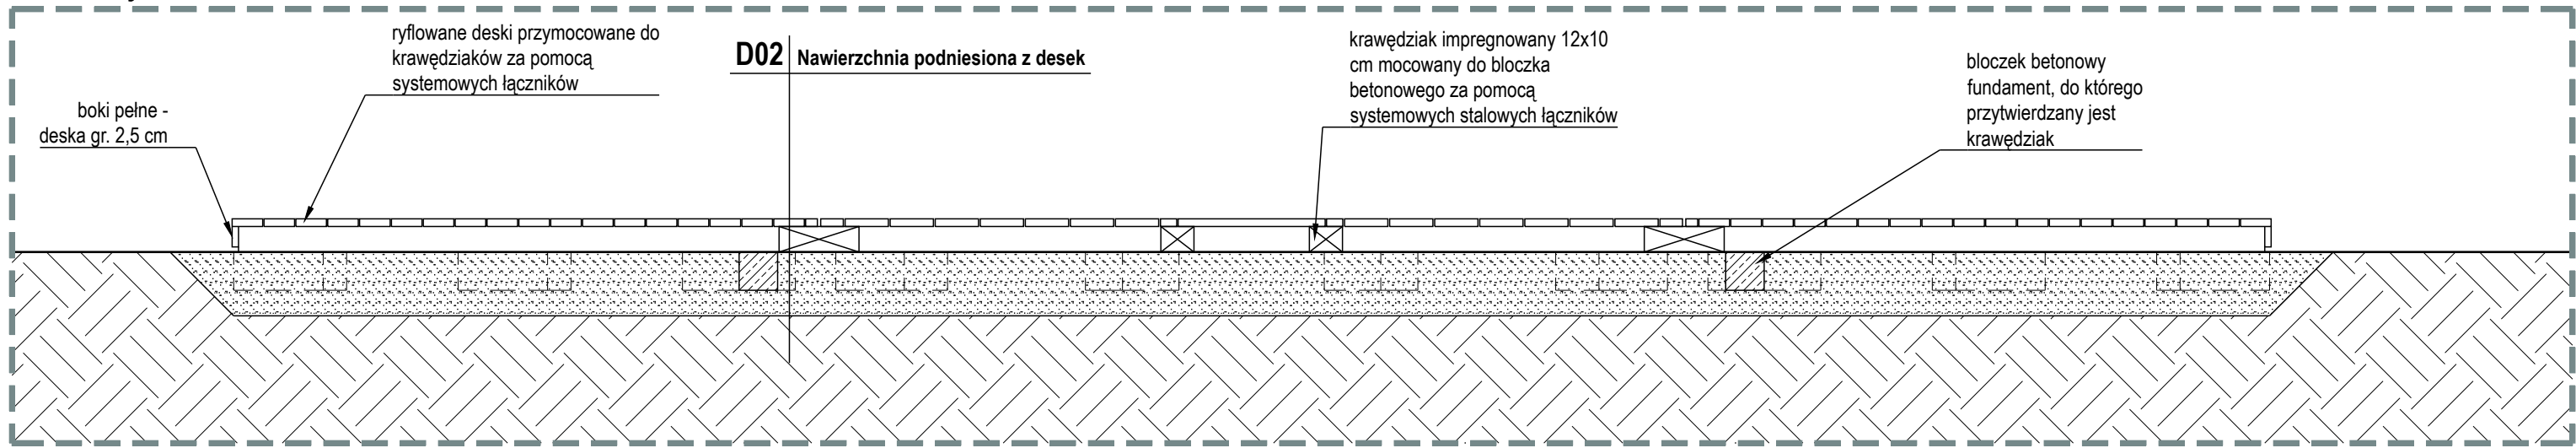 ryflowane deski przymocowane do
krawędziaków za pomocą
systemowych łączników
boki pełne -
deska gr. 2,5 cm
D02 Nawierzchnia podniesiona z desek
krawędziak impregnowany 12x10
cm mocowany do bloczka
betonowego za pomocą
systemowych stalowych łączników
bloczek betonowy
fundament, do którego
przytwierdzany jest
krawędziak